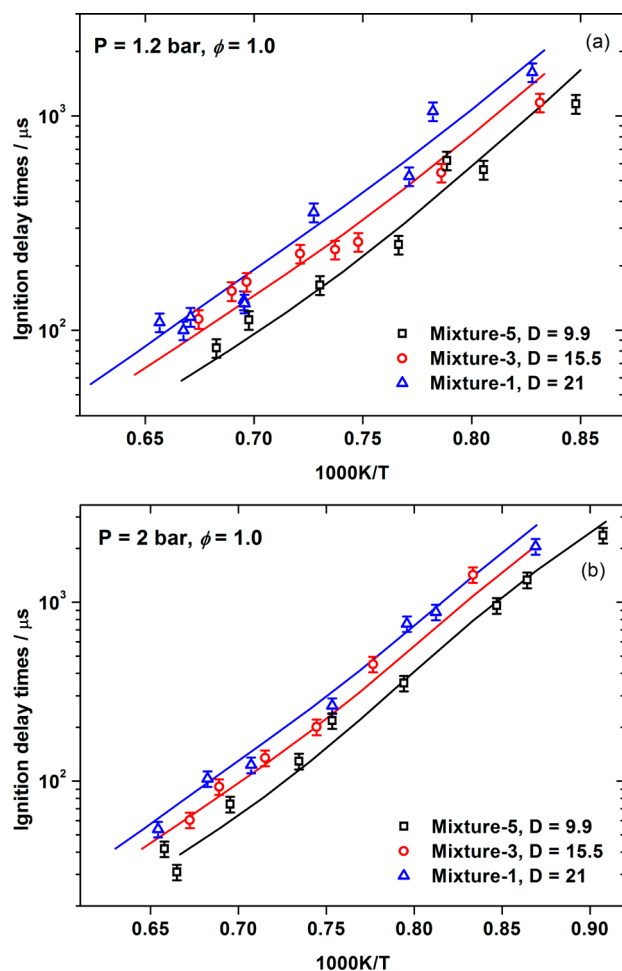 P = 1.2 bar, ϕ = 1.0
(a)
Ignition delay times / μs
10³
10²
Mixture-5, D = 9.9
Mixture-3, D = 15.5
Mixture-1, D = 21
0.65 0.70 0.75 0.80 0.85
1000K/T
P = 2 bar, ϕ = 1.0
(b)
Ignition delay times / μs
10³
10²
Mixture-5, D = 9.9
Mixture-3, D = 15.5
Mixture-1, D = 21
0.65 0.70 0.75 0.80 0.85 0.90
1000K/T